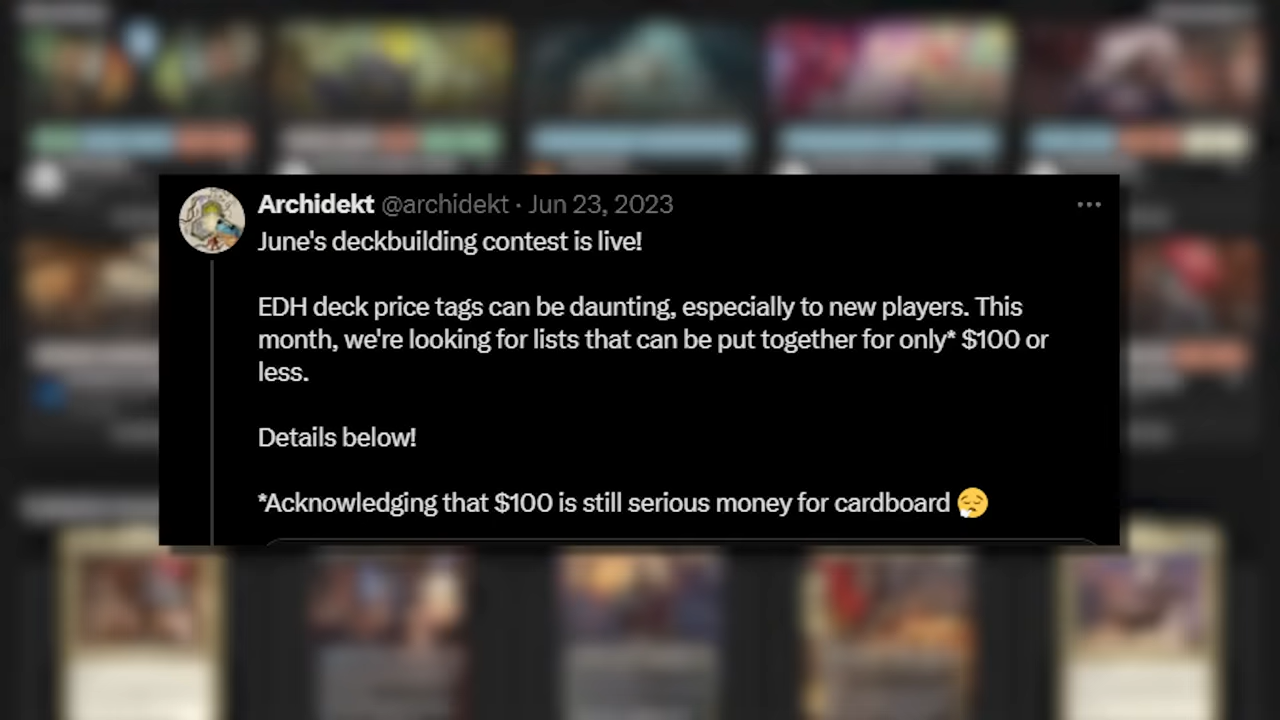 Archidekt @archidekt · Jun 23, 2023
June's deckbuilding contest is live!
EDH deck price tags can be daunting, especially to new players. This
month, we're looking for lists that can be put together for only* $100 or
less.
Details below!
*Acknowledging that $100 is still serious money for cardboard 😮‍💨